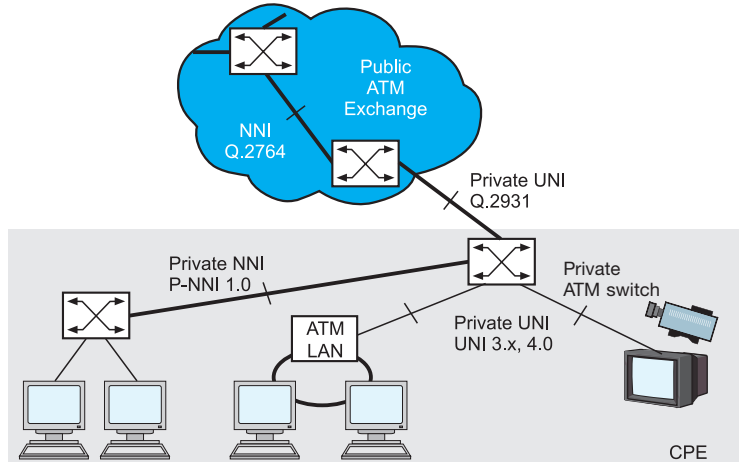 Public
ATM
Exchange
NNI
Q.2764
Private UNI
Q.2931
Private NNI
P-NNI 1.0
Private
ATM switch
ATM
LAN
Private UNI
UNI 3.x, 4.0
CPE